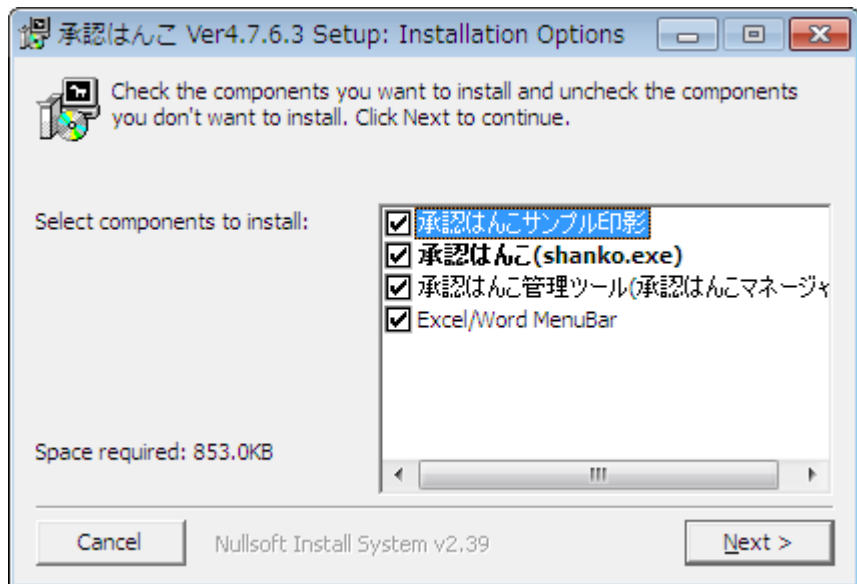 承認はんこ Ver4.7.6.3 Setup: Installation Options
Check the components you want to install and uncheck the components
you don't want to install. Click Next to continue.
Select components to install:
承認はんこサンプル印影
承認はんこ(shanko.exe)
承認はんこ管理ツール(承認はんこマネージャ
Excel/Word MenuBar
Space required: 853.0KB
Cancel
Nullsoft Install System v2.39
Next >